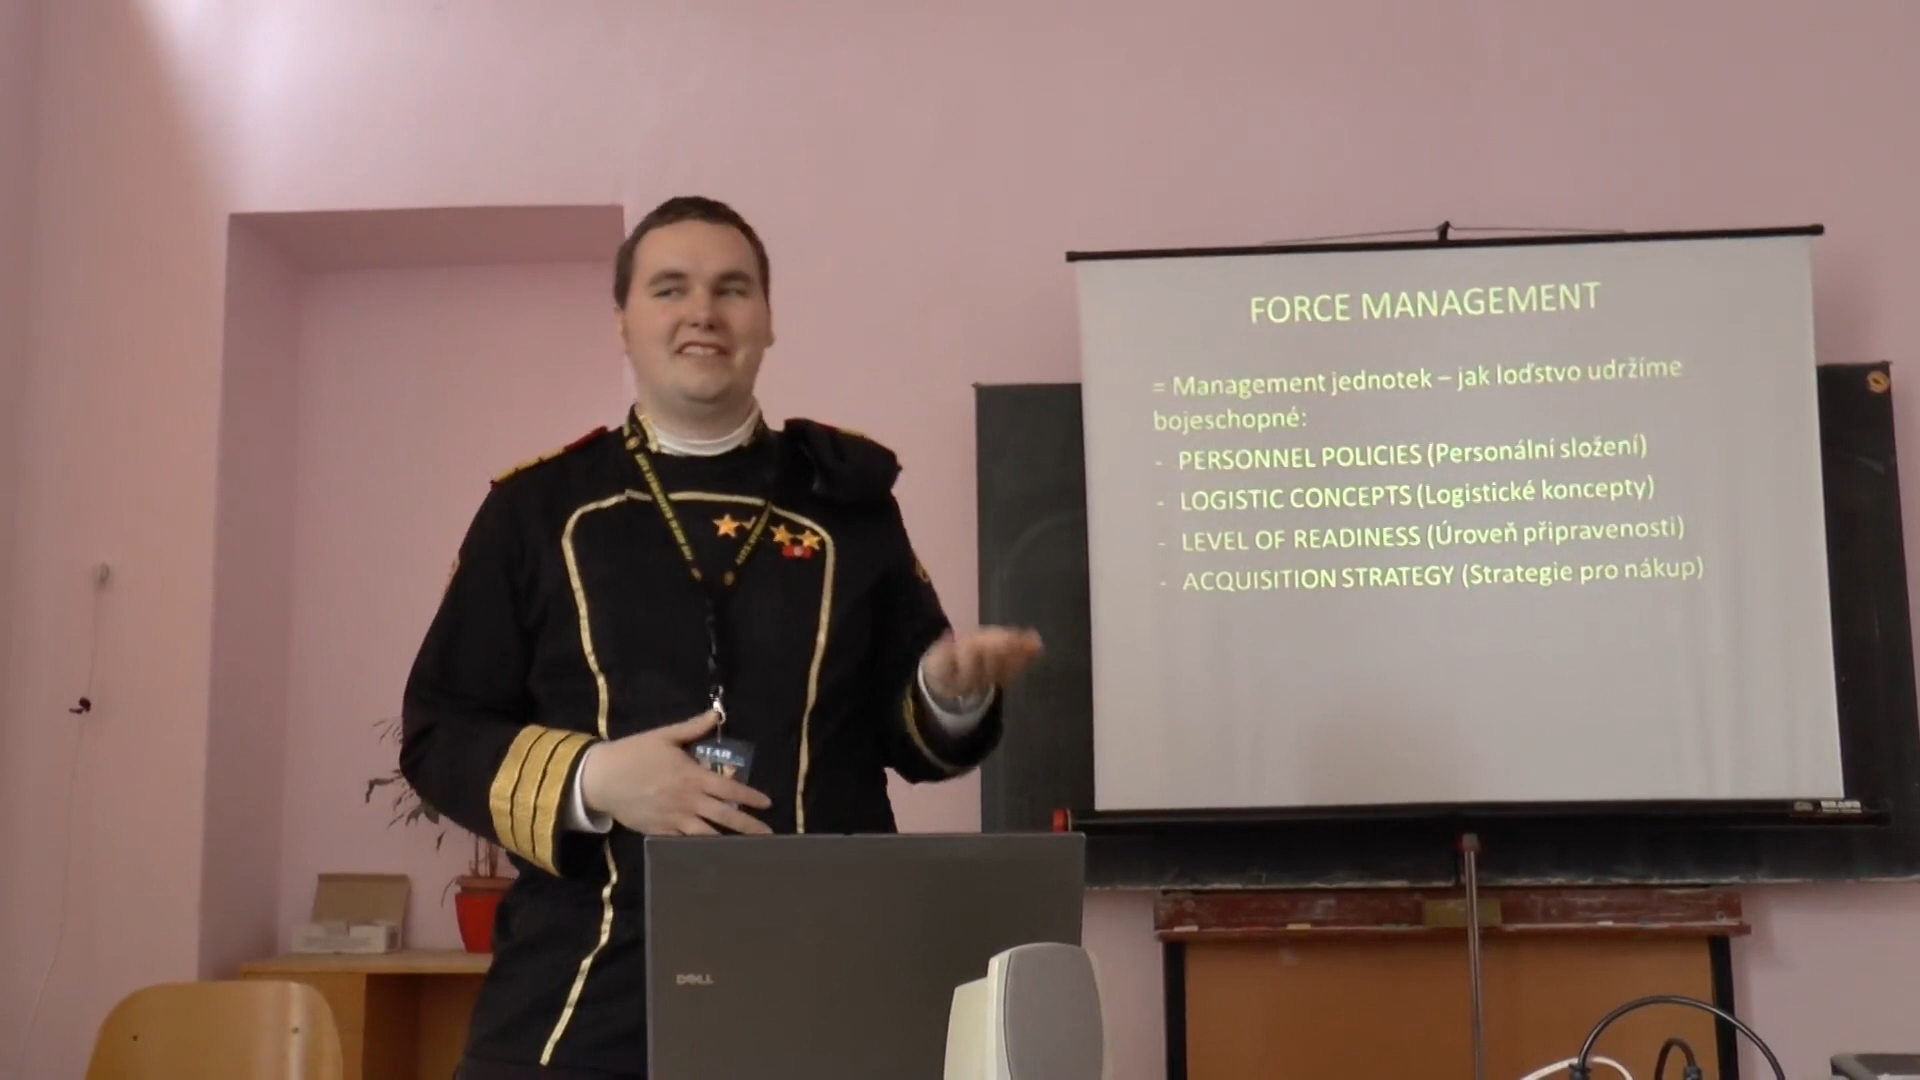 FORCE MANAGEMENT
= Management jednotek – jak loďstvo udržíme
bojeschopné:
- PERSONNEL POLICIES (Personální složení)
- LOGISTIC CONCEPTS (Logistické koncepty)
- LEVEL OF READINESS (Úroveň připravenosti)
- ACQUISITION STRATEGY (Strategie pro nákup)
STAR
DELL